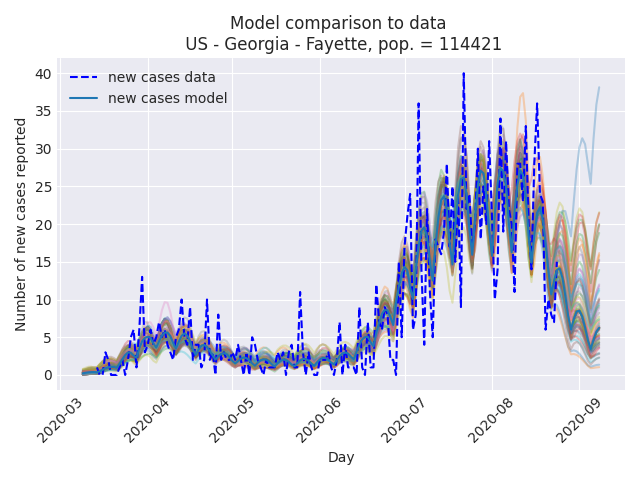 Model comparison to data
US - Georgia - Fayette, pop. = 114421
new cases data
new cases model
Number of new cases reported
40
35
30
25
20
15
10
5
0
2020-03
2020-04
2020-05
2020-06
2020-07
2020-08
2020-09
Day